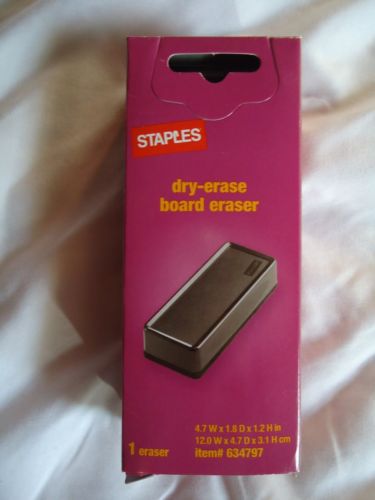 STAPLES
dry-erase
board eraser
4.7 W x 1.8 D x 1.2 H in
12.0 W x 4.7 D x 3.1 H cm
1 eraser item# 634797